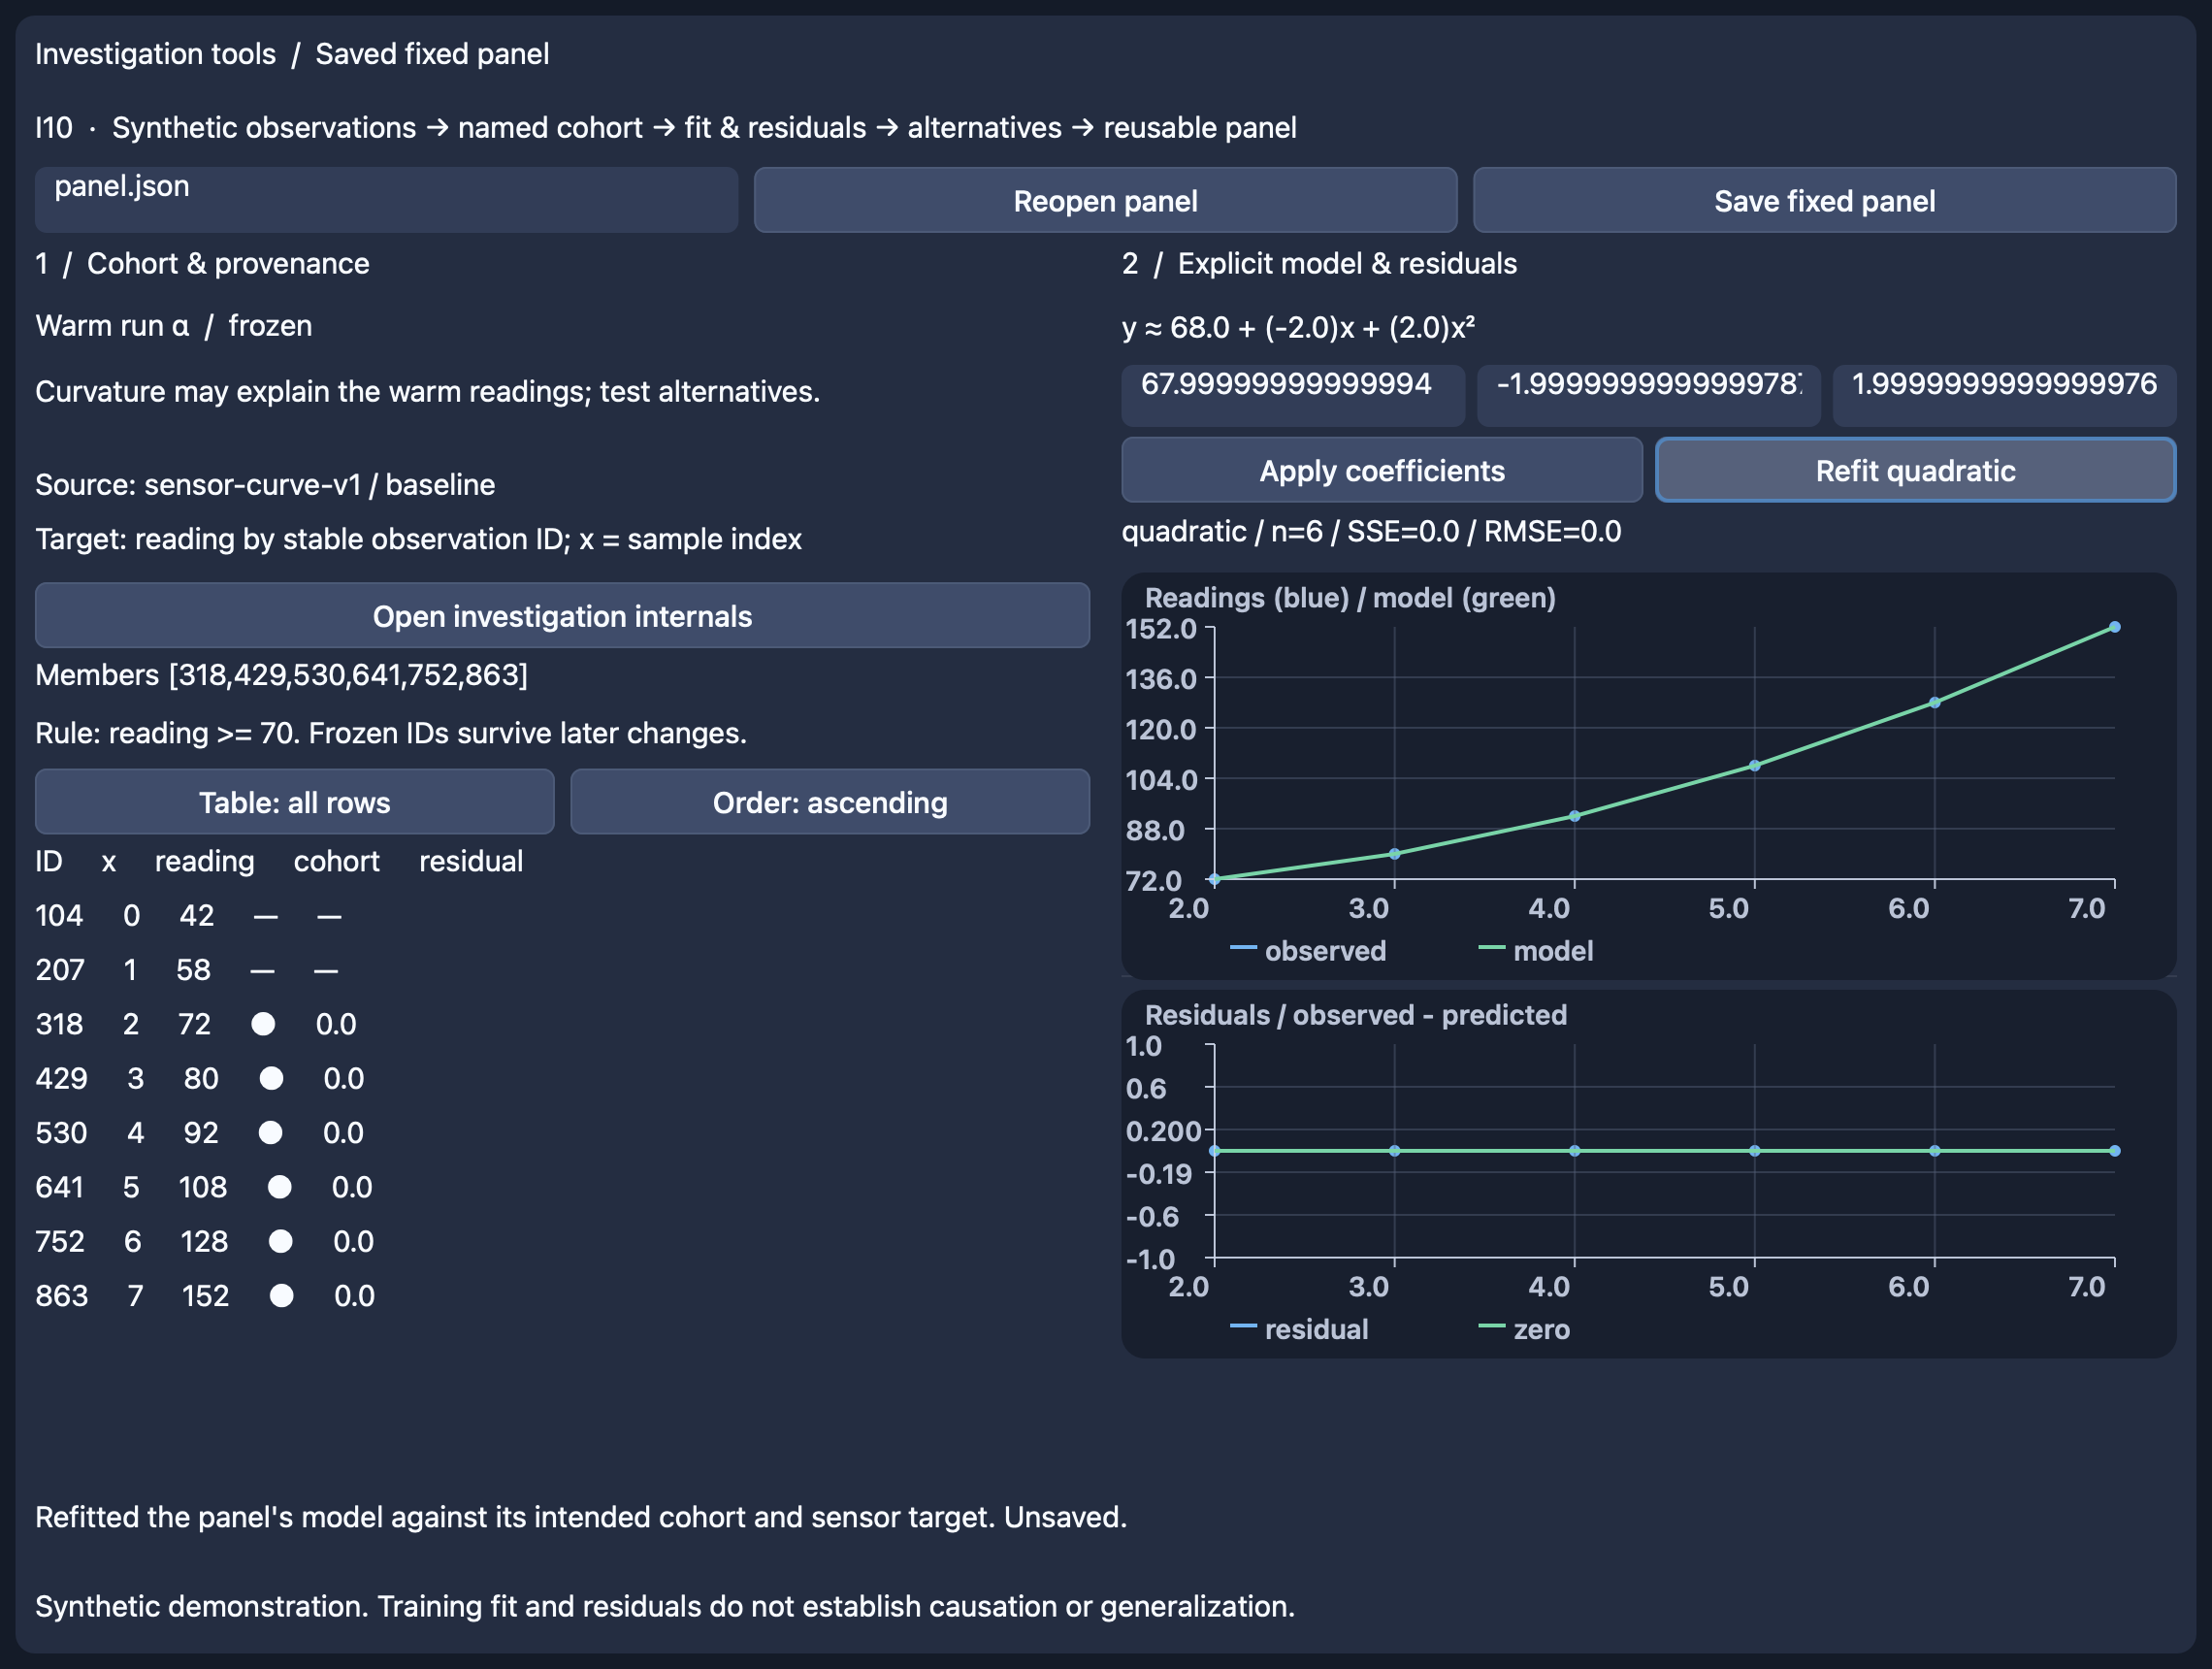 Investigation tools / Saved fixed panel
I10 · Synthetic observations → named cohort → fit & residuals → alternatives → reusable panel
panel.json
Reopen panel
Save fixed panel
1 / Cohort & provenance
Warm run α / frozen
Curvature may explain the warm readings; test alternatives.
Source: sensor-curve-v1 / baseline
Target: reading by stable observation ID; x = sample index
Open investigation internals
Members [318,429,530,641,752,863]
Rule: reading >= 70. Frozen IDs survive later changes.
Table: all rows
Order: ascending
ID x reading cohort residual
104 0 42 — —
207 1 58 — —
318 2 72 ● 0.0
429 3 80 ● 0.0
530 4 92 ● 0.0
641 5 108 ● 0.0
752 6 128 ● 0.0
863 7 152 ● 0.0
2 / Explicit model & residuals
y ≈ 68.0 + (-2.0)x + (2.0)x²
67.99999999999994
-1.999999999999978
1.9999999999999976
Apply coefficients
Refit quadratic
quadratic / n=6 / SSE=0.0 / RMSE=0.0
Readings (blue) / model (green)
152.0
136.0
120.0
104.0
88.0
72.0
2.0 3.0 4.0 5.0 6.0 7.0
observed model
Residuals / observed - predicted
1.0
0.6
0.200
-0.19
-0.6
-1.0
2.0 3.0 4.0 5.0 6.0 7.0
residual zero
Refitted the panel's model against its intended cohort and sensor target. Unsaved.
Synthetic demonstration. Training fit and residuals do not establish causation or generalization.